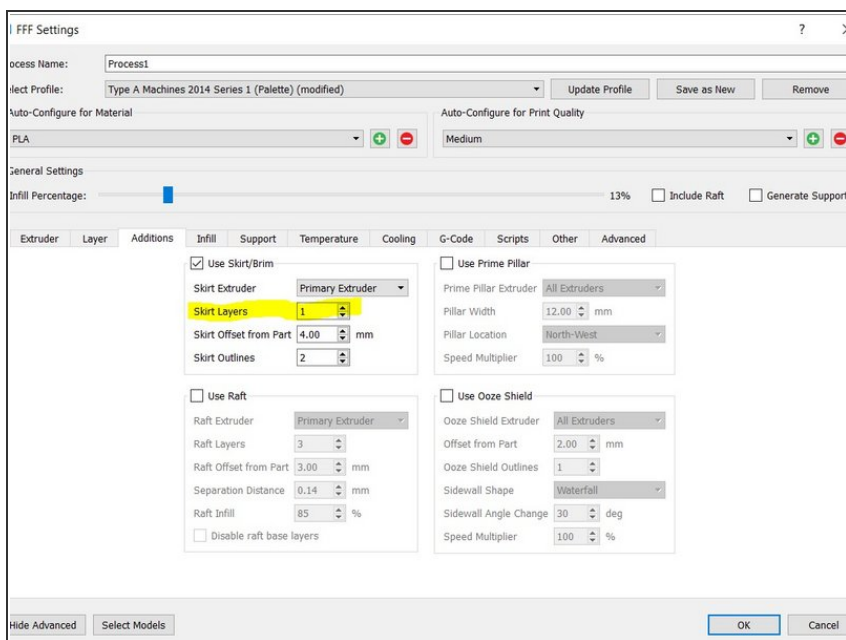 FFF Settings ?
ocess Name: Process1
elect Profile: Type A Machines 2014 Series 1 (Palette) (modified) Update Profile Save as New Remove
Auto-Configure for Material Auto-Configure for Print Quality
PLA Medium
General Settings
Infill Percentage: 13% Include Raft Generate Support
Extruder Layer Additions Infill Support Temperature Cooling G-Code Scripts Other Advanced
Use Skirt/Brim
Skirt Extruder Primary Extruder
Skirt Layers 1
Skirt Offset from Part 4.00 mm
Skirt Outlines 2
Use Prime Pillar
Prime Pillar Extruder All Extruders
Pillar Width 12.00 mm
Pillar Location North-West
Speed Multiplier 100 %
Use Raft
Raft Extruder Primary Extruder
Raft Layers 3
Raft Offset from Part 3.00 mm
Separation Distance 0.14 mm
Raft Infill 85 %
Disable raft base layers
Use Ooze Shield
Ooze Shield Extruder All Extruders
Offset from Part 2.00 mm
Ooze Shield Outlines 1
Sidewall Shape Waterfall
Sidewall Angle Change 30 deg
Speed Multiplier 100 %
Hide Advanced Select Models OK Cancel